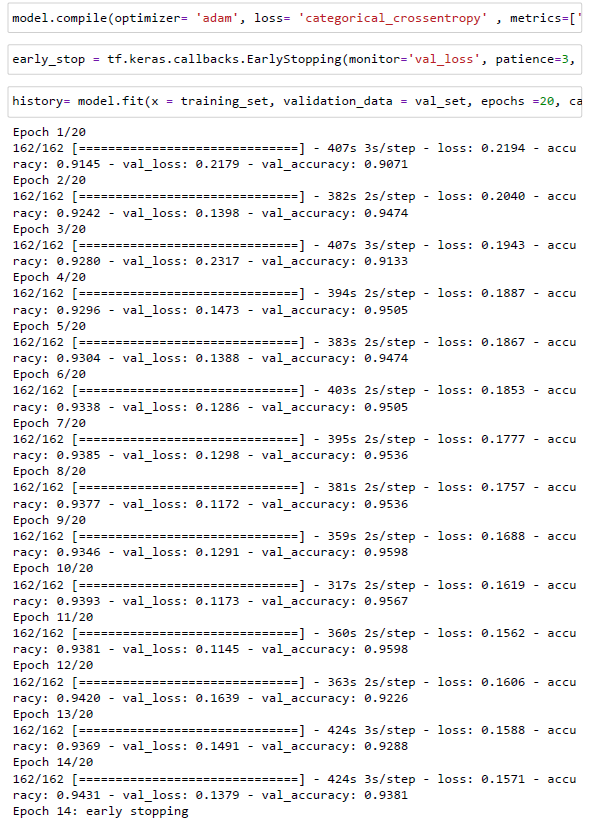 model.compile(optimizer= 'adam', loss= 'categorical_crossentropy' , metrics=['
early_stop = tf.keras.callbacks.EarlyStopping(monitor='val_loss', patience=3,
history= model.fit(x = training_set, validation_data = val_set, epochs =20, ca
Epoch 1/20
162/162 [==============================] - 407s 3s/step - loss: 0.2194 - accu
racy: 0.9145 - val_loss: 0.2179 - val_accuracy: 0.9071
Epoch 2/20
162/162 [==============================] - 382s 2s/step - loss: 0.2040 - accu
racy: 0.9242 - val_loss: 0.1398 - val_accuracy: 0.9474
Epoch 3/20
162/162 [==============================] - 407s 3s/step - loss: 0.1943 - accu
racy: 0.9280 - val_loss: 0.2317 - val_accuracy: 0.9133
Epoch 4/20
162/162 [==============================] - 394s 2s/step - loss: 0.1887 - accu
racy: 0.9296 - val_loss: 0.1473 - val_accuracy: 0.9505
Epoch 5/20
162/162 [==============================] - 383s 2s/step - loss: 0.1867 - accu
racy: 0.9304 - val_loss: 0.1388 - val_accuracy: 0.9474
Epoch 6/20
162/162 [==============================] - 403s 2s/step - loss: 0.1853 - accu
racy: 0.9338 - val_loss: 0.1286 - val_accuracy: 0.9505
Epoch 7/20
162/162 [==============================] - 395s 2s/step - loss: 0.1777 - accu
racy: 0.9385 - val_loss: 0.1298 - val_accuracy: 0.9536
Epoch 8/20
162/162 [==============================] - 381s 2s/step - loss: 0.1757 - accu
racy: 0.9377 - val_loss: 0.1172 - val_accuracy: 0.9536
Epoch 9/20
162/162 [==============================] - 359s 2s/step - loss: 0.1688 - accu
racy: 0.9346 - val_loss: 0.1291 - val_accuracy: 0.9598
Epoch 10/20
162/162 [==============================] - 317s 2s/step - loss: 0.1619 - accu
racy: 0.9393 - val_loss: 0.1173 - val_accuracy: 0.9567
Epoch 11/20
162/162 [==============================] - 360s 2s/step - loss: 0.1562 - accu
racy: 0.9381 - val_loss: 0.1145 - val_accuracy: 0.9598
Epoch 12/20
162/162 [==============================] - 363s 2s/step - loss: 0.1606 - accu
racy: 0.9420 - val_loss: 0.1639 - val_accuracy: 0.9226
Epoch 13/20
162/162 [==============================] - 424s 3s/step - loss: 0.1588 - accu
racy: 0.9369 - val_loss: 0.1491 - val_accuracy: 0.9288
Epoch 14/20
162/162 [==============================] - 424s 3s/step - loss: 0.1571 - accu
racy: 0.9431 - val_loss: 0.1379 - val_accuracy: 0.9381
Epoch 14: early stopping